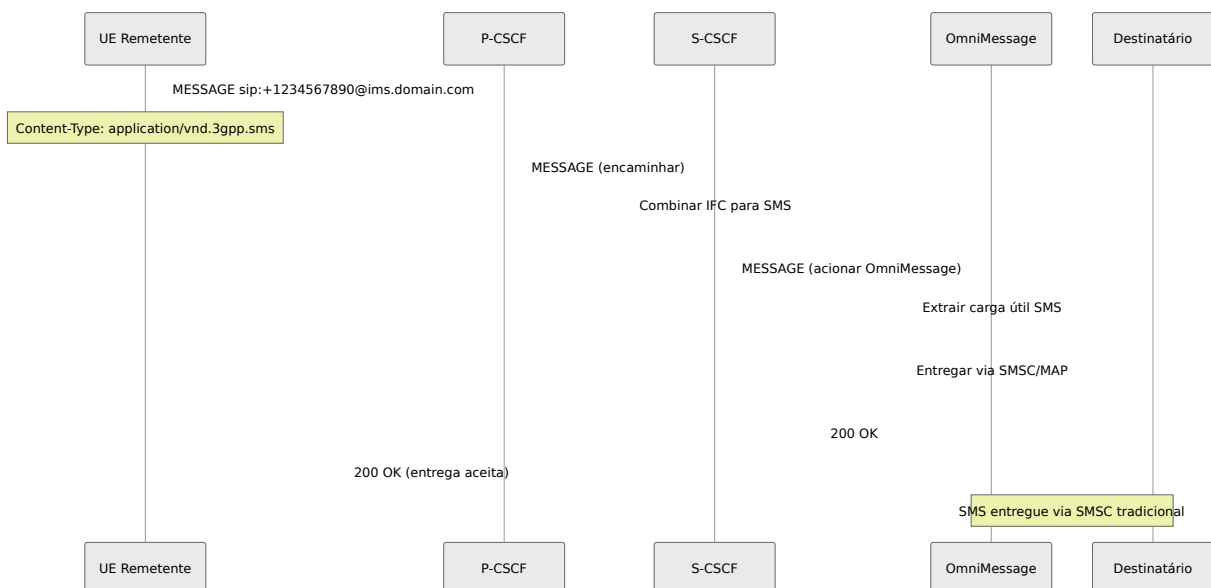 UE Remetente
P-CSCF
S-CSCF
OmniMessage
Destinatário
MESSAGE sip:+1234567890@ims.domain.com
Content-Type: application/vnd.3gpp.sms
MESSAGE (encaminhar)
Combinar IFC para SMS
MESSAGE (acionar OmniMessage)
Extrair carga útil SMS
Entregar via SMSC/MAP
200 OK
200 OK (entrega aceita)
SMS entregue via SMSC tradicional
UE Remetente
P-CSCF
S-CSCF
OmniMessage
Destinatário